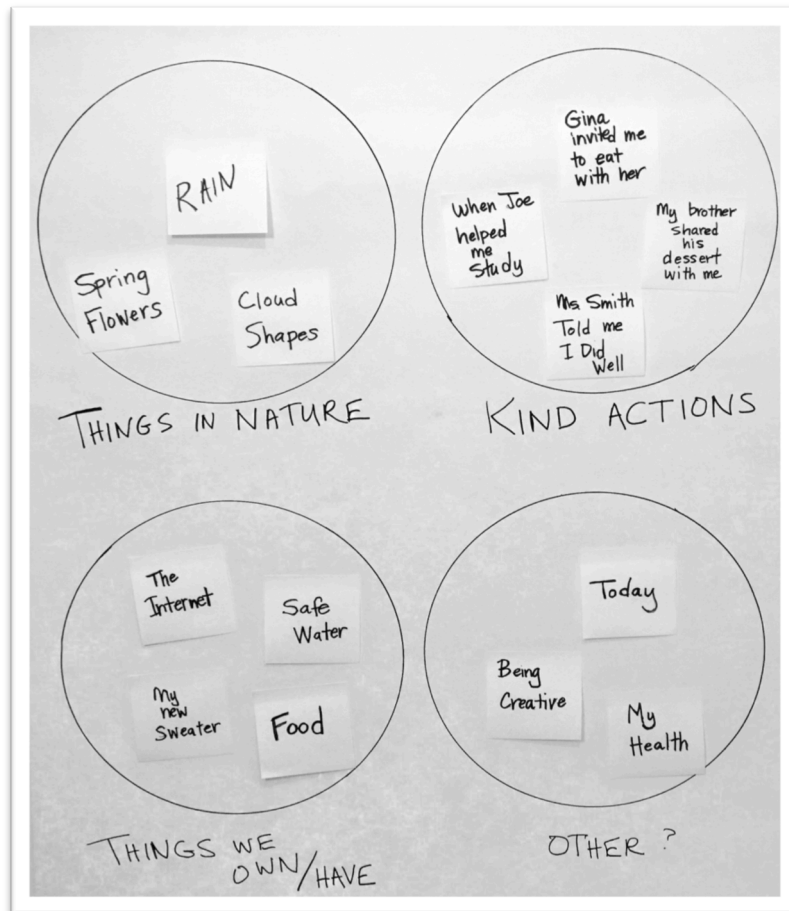 RAIN
Spring
Flowers
Cloud
Shapes
THINGS IN NATURE
Gina
invited me
to eat
with her
When Joe
helped
me
Study
My brother
shared
his
dessert
with me
Ms. Smith
Told me
I Did
Well
KIND ACTIONS
The
Internet
Safe
Water
My
new
Sweater
Food
THINGS WE
OWN/HAVE
Today
Being
Creative
My
Health
OTHER ?